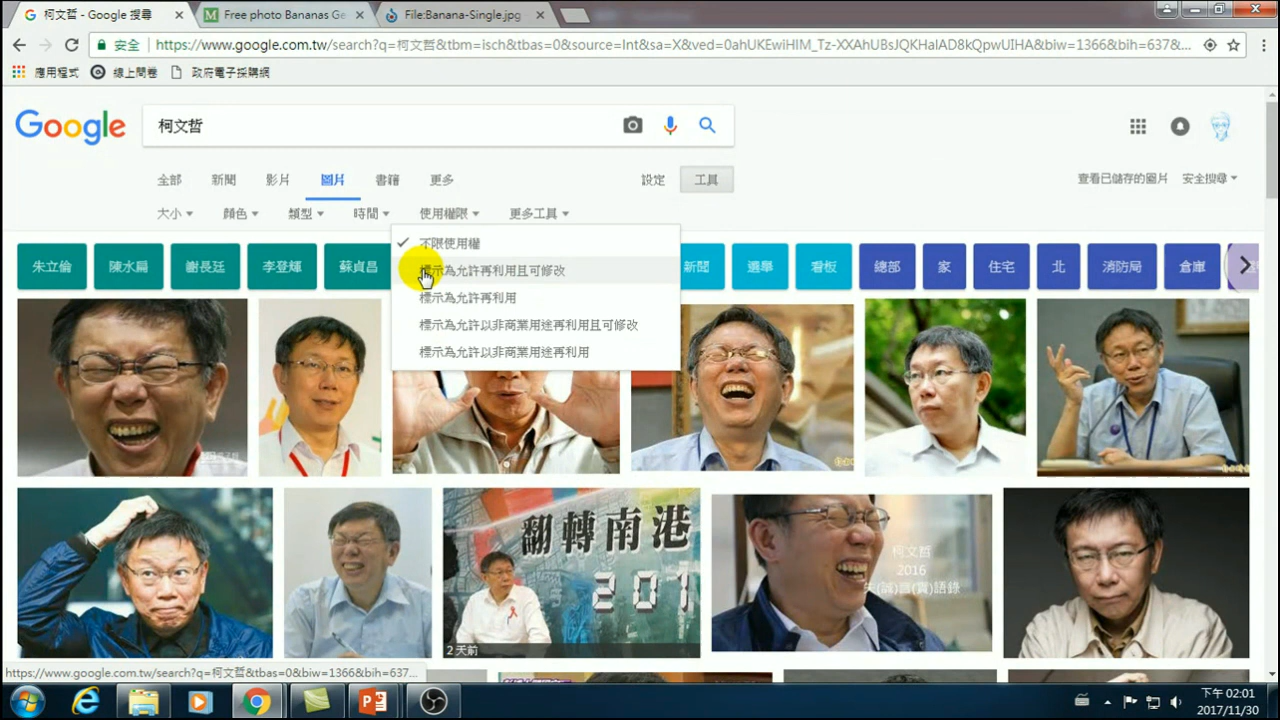 柯文哲 - Google 搜尋
Free photo Bananas Ge
File:Banana-Single.jpg
安全
https://www.google.com.tw/search?q=柯文哲&tbm=isch&tbas=0&source=Int&sa=X&ved=0ahUKEwiHIM_Tz-XXAhUBsJQKHaIAD8kQpwUIHA&biw=1366&bih=637&...
應用程式
線上問卷
政府電子採購網
Google
柯文哲
全部
新聞
影片
圖片
書籍
更多
設定
工具
查看已儲存的圖片
安全搜尋
大小
顏色
類型
時間
使用權限
更多工具
不限使用權
標示為允許再利用且可修改
標示為允許再利用
標示為允許以非商業用途再利用且可修改
標示為允許以非商業用途再利用
朱立倫
陳水扁
謝長廷
李登輝
蘇貞昌
新聞
選舉
看板
總部
家
住宅
北
消防局
倉庫
翻轉南港
201
2 天前
柯文哲
2016
失(誠)言(實)語錄
https://www.google.com.tw/search?q=柯文哲&tbas=0&biw=1366&bih=637...
下午 02:01
2017/11/30